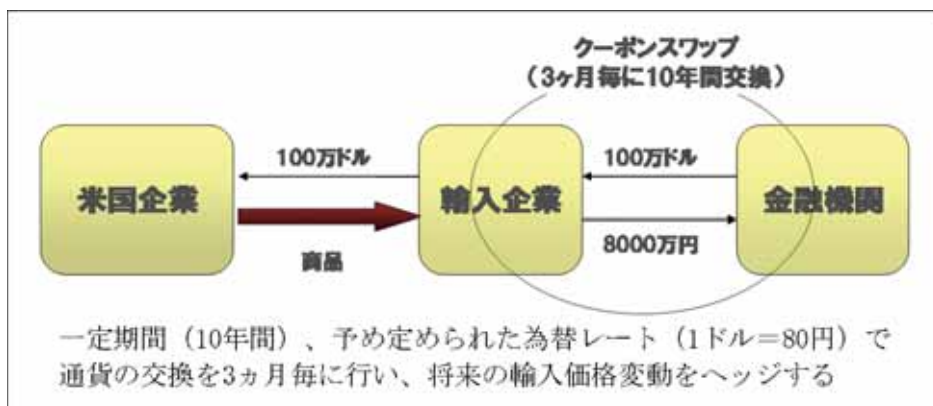 クーポンスワップ
（3ヶ月毎に10年間交換）
100万ドル
100万ドル
米国企業
輸入企業
金融機関
商品
8000万円
一定期間（10年間）、予め定められた為替レート（1ドル＝80円）で
通貨の交換を3ヵ月毎に行い、将来の輸入価格変動をヘッジする